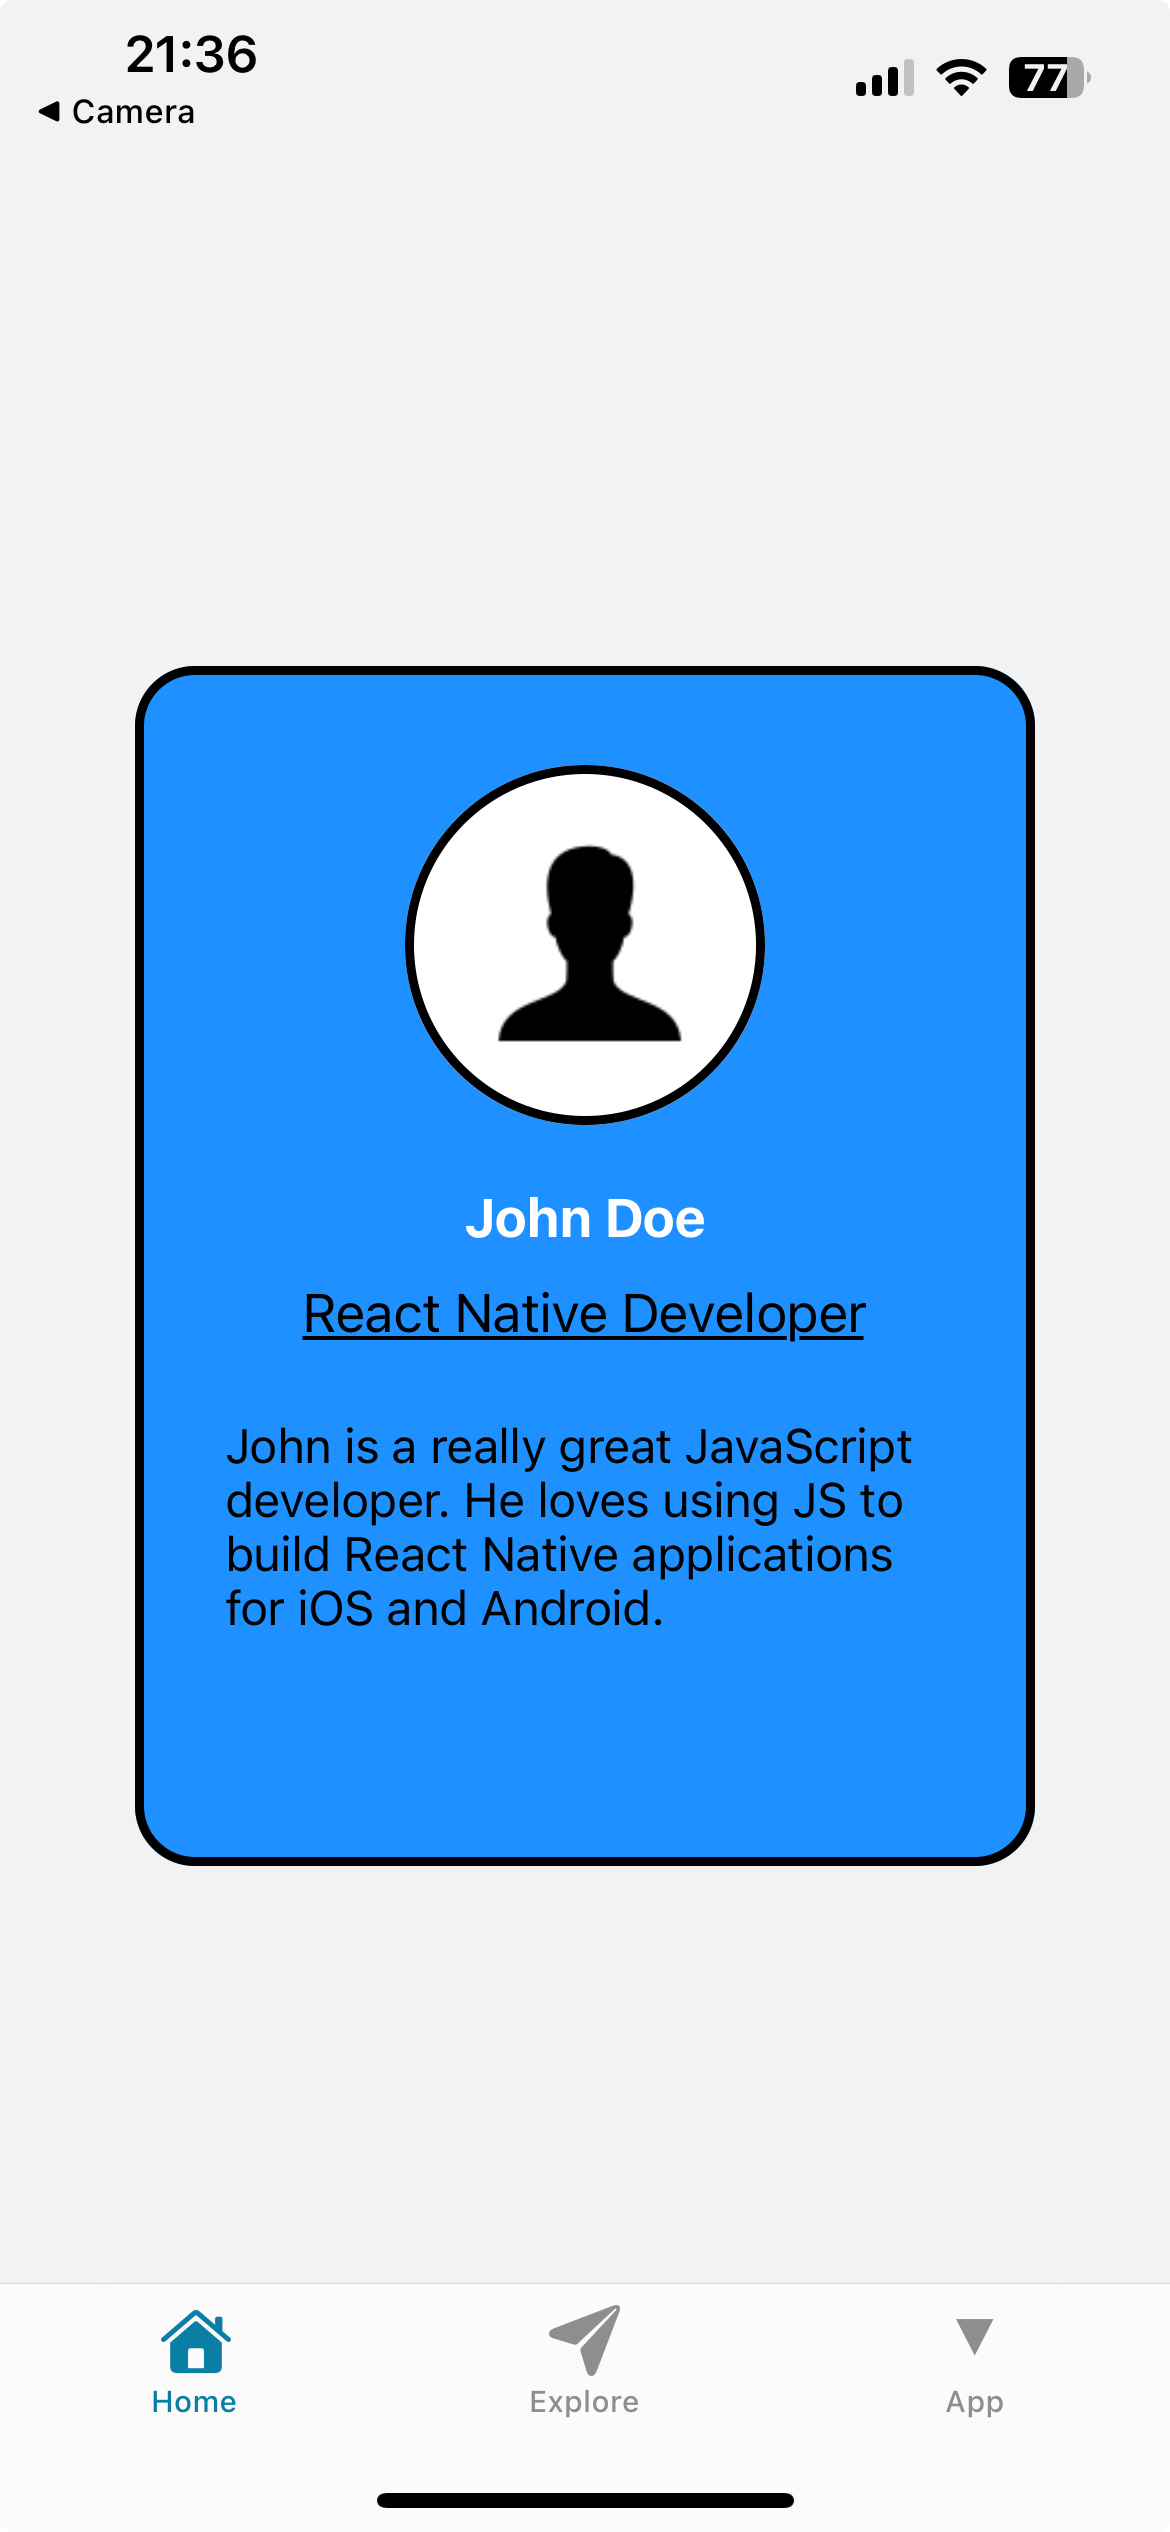 21:36
77
◀ Camera
John Doe
React Native Developer
John is a really great JavaScript
developer. He loves using JS to
build React Native applications
for iOS and Android.
Home
Explore
App